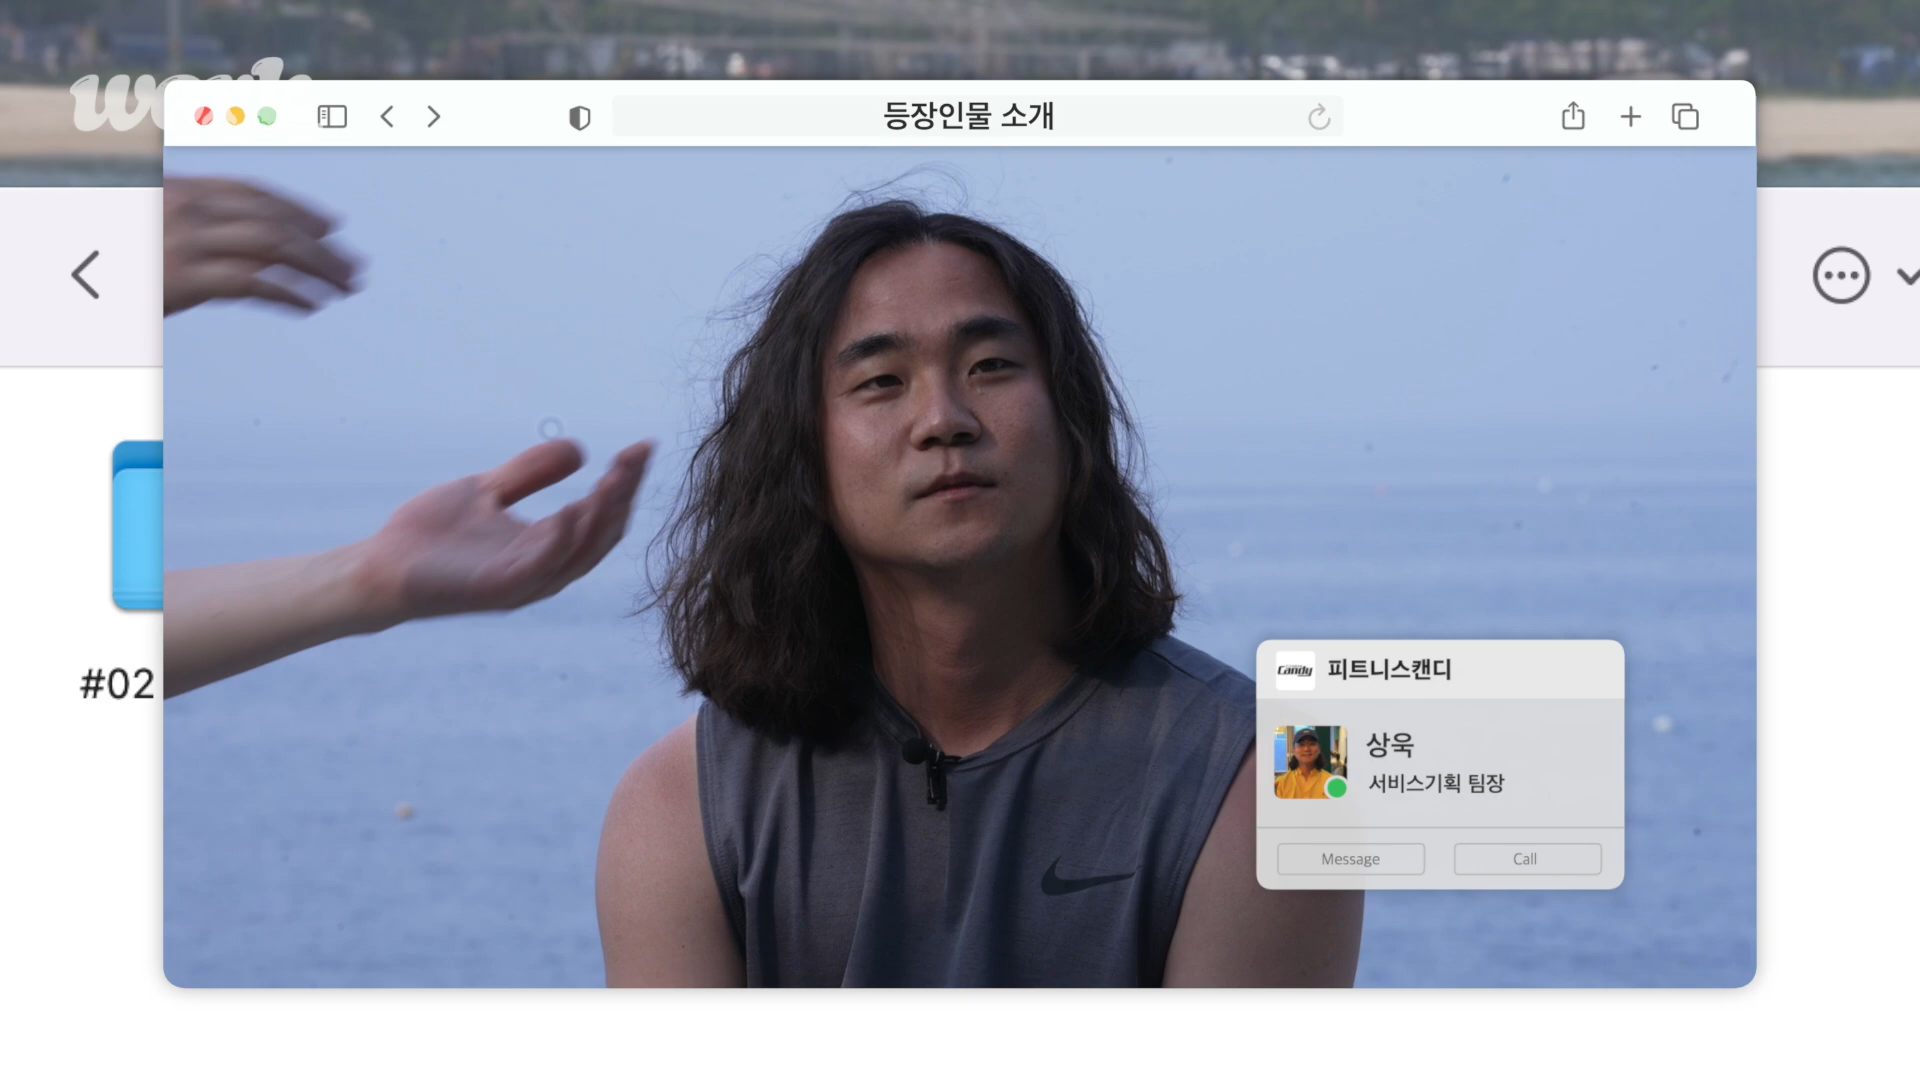 등장인물 소개
#02
Candy 피트니스캔디
상욱
서비스기획 팀장
Message Call